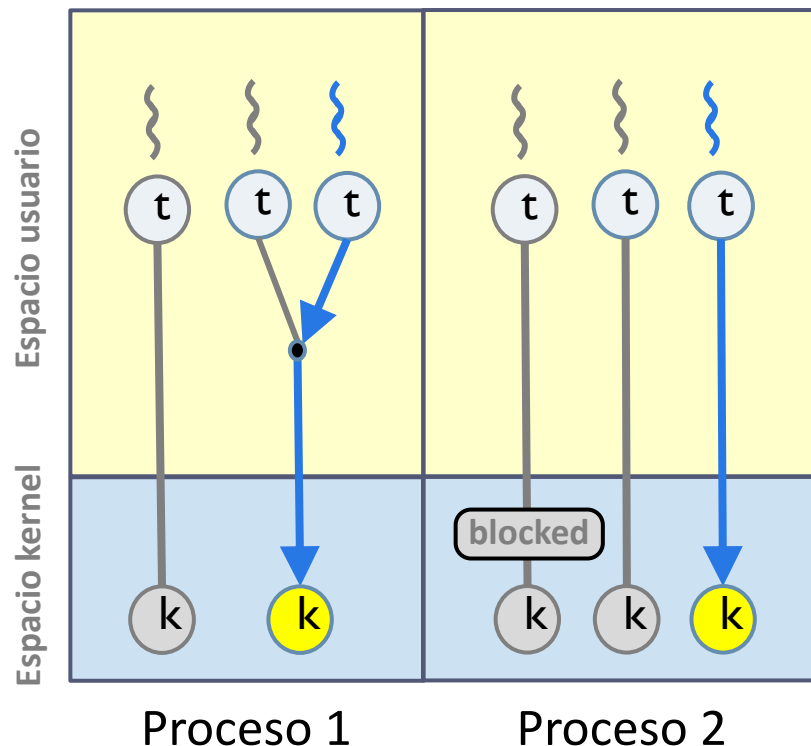 Espacio usuario
t t t t t t
Espacio kernel
blocked
k k k k k
Proceso 1 Proceso 2